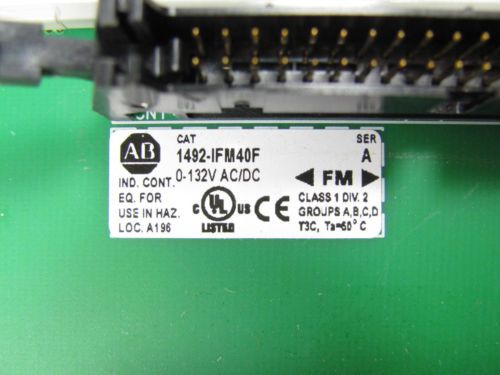 CAT SER
AB 1492-IFM40F A
IND. CONT. 0-132V AC/DC FM
EQ. FOR CLASS 1 DIV. 2
USE IN HAZ. C UL US CE GROUPS A,B,C,D
LOC. A196 LISTED T3C, Ta=60° C